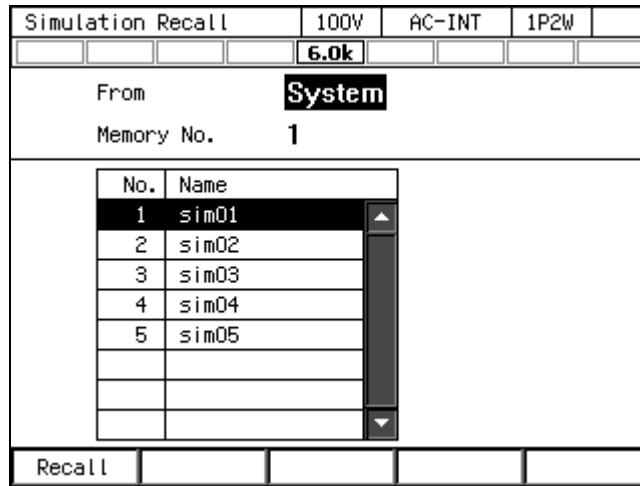 Simulation Recall 100V AC-INT 1P2W
6.0k
From System
Memory No. 1
No. Name
1 sim01
2 sim02
3 sim03
4 sim04
5 sim05
Recall